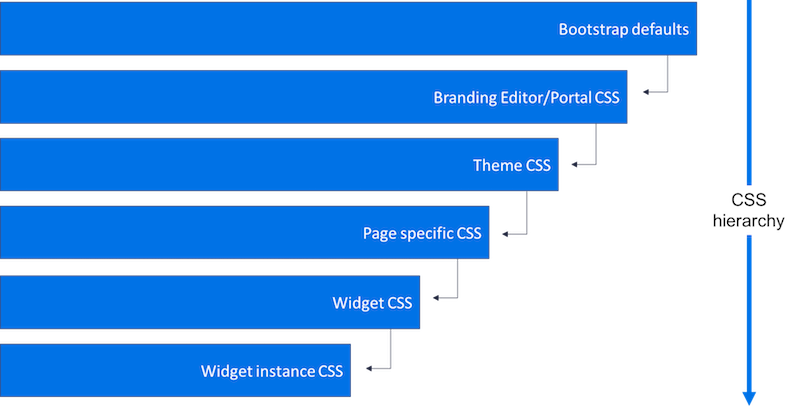 Bootstrap defaults
Branding Editor/Portal CSS
Theme CSS
CSS
hierarchy
Page specific CSS
Widget CSS
Widget instance CSS